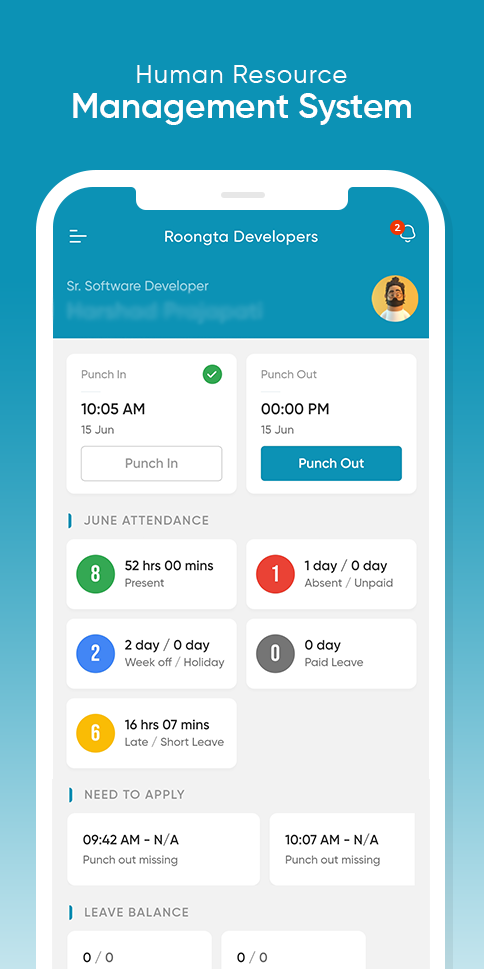 Human Resource
Management System
Roongta Developers
2
Sr. Software Developer
Punch In
10:05 AM
15 Jun
Punch In
Punch Out
00:00 PM
15 Jun
Punch Out
JUNE ATTENDANCE
8
52 hrs 00 mins
Present
1
1 day / 0 day
Absent / Unpaid
2
2 day / 0 day
Week off / Holiday
0
0 day
Paid Leave
6
16 hrs 07 mins
Late / Short Leave
NEED TO APPLY
09:42 AM - N/A
Punch out missing
10:07 AM - N/A
Punch out missing
LEAVE BALANCE
0 / 0
0 / 0